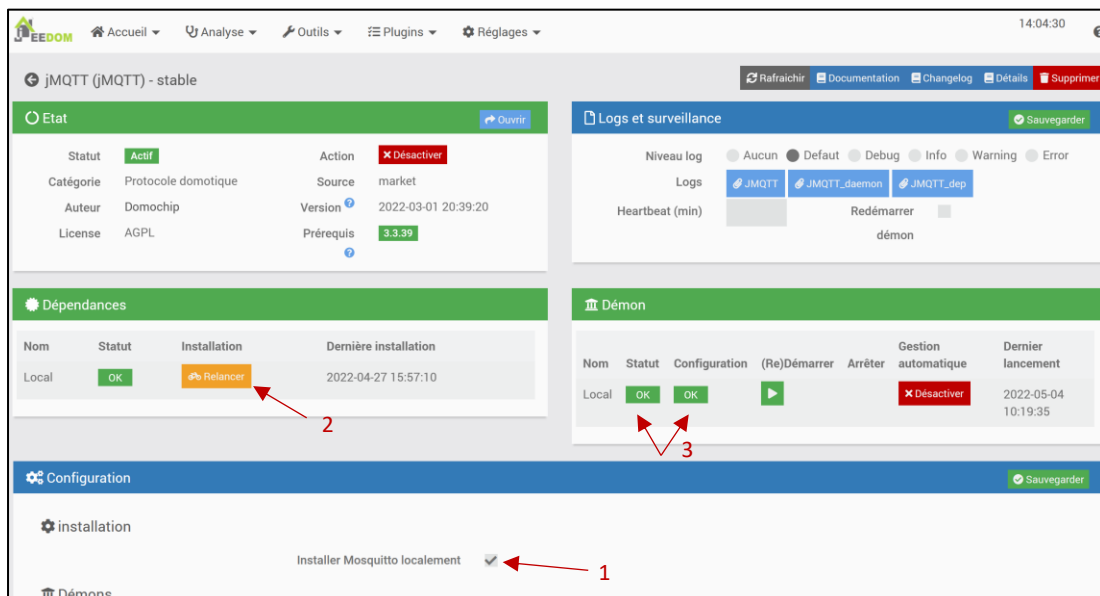 JEEDOM Accueil Analyse Outils Plugins Réglages 14:04:30
jMQTT (jMQTT) - stable
Rafraichir Documentation Changelog Détails Supprimer
Etat Ouvrir
Statut Actif Action Désactiver
Catégorie Protocole domotique Source market
Auteur Domochip Version 2022-03-01 20:39:20
License AGPL Prérequis 3.3.39
Logs et surveillance Sauvegarder
Niveau log Aucun Defaut Debug Info Warning Error
Logs JMQTT JMQTT_daemon JMQTT_dep
Heartbeat (min) Redémarrer
démon
Dépendances
Nom Statut Installation Dernière installation
Local OK Relancer 2022-04-27 15:57:10
2
Démon
Nom Statut Configuration (Re)Démarrer Arrêter Gestion automatique Dernier lancement
Local OK OK Désactiver 2022-05-04
10:19:35
3
Configuration Sauvegarder
installation
Installer Mosquitto localement 1
Démons